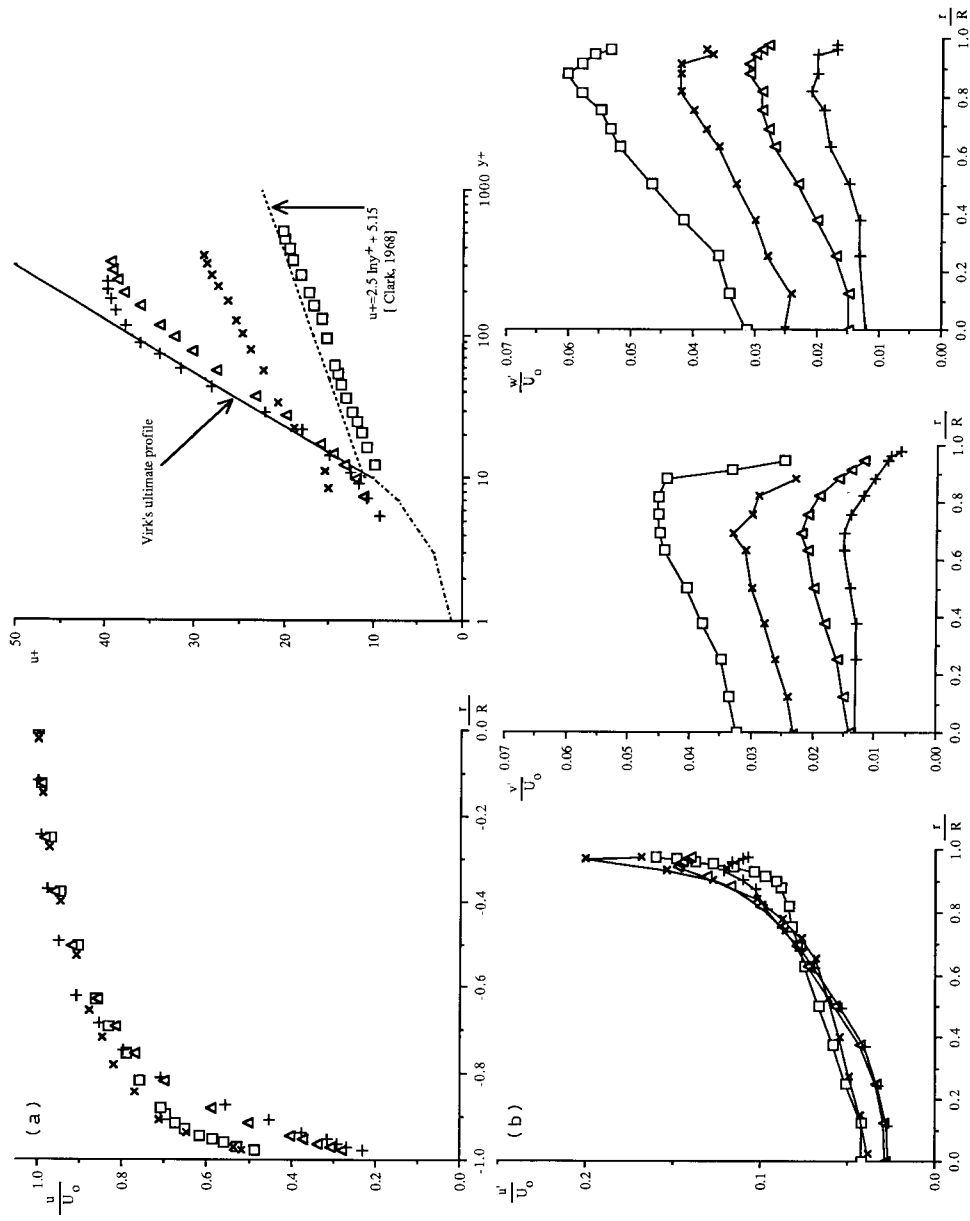 (a)
u
U₀
1.0
0.8
0.6
0.4
0.2
0.0
-1.0
-0.8
-0.6
-0.4
-0.2
0.0
r
R
u+
50
40
30
20
10
0
1
10
100
1000 y+
Virk's ultimate profile
u+=2.5 lny+ + 5.15
[ Clark, 1968]
(b)
u'
U₀
0.2
0.1
0.0
0.0
0.2
0.4
0.6
0.8
1.0
r
R
v'
U₀
0.07
0.06
0.05
0.04
0.03
0.02
0.01
0.00
0.0
0.2
0.4
0.6
0.8
1.0
r
R
w'
U₀
0.07
0.06
0.05
0.04
0.03
0.02
0.01
0.00
0.0
0.2
0.4
0.6
0.8
1.0
r
R